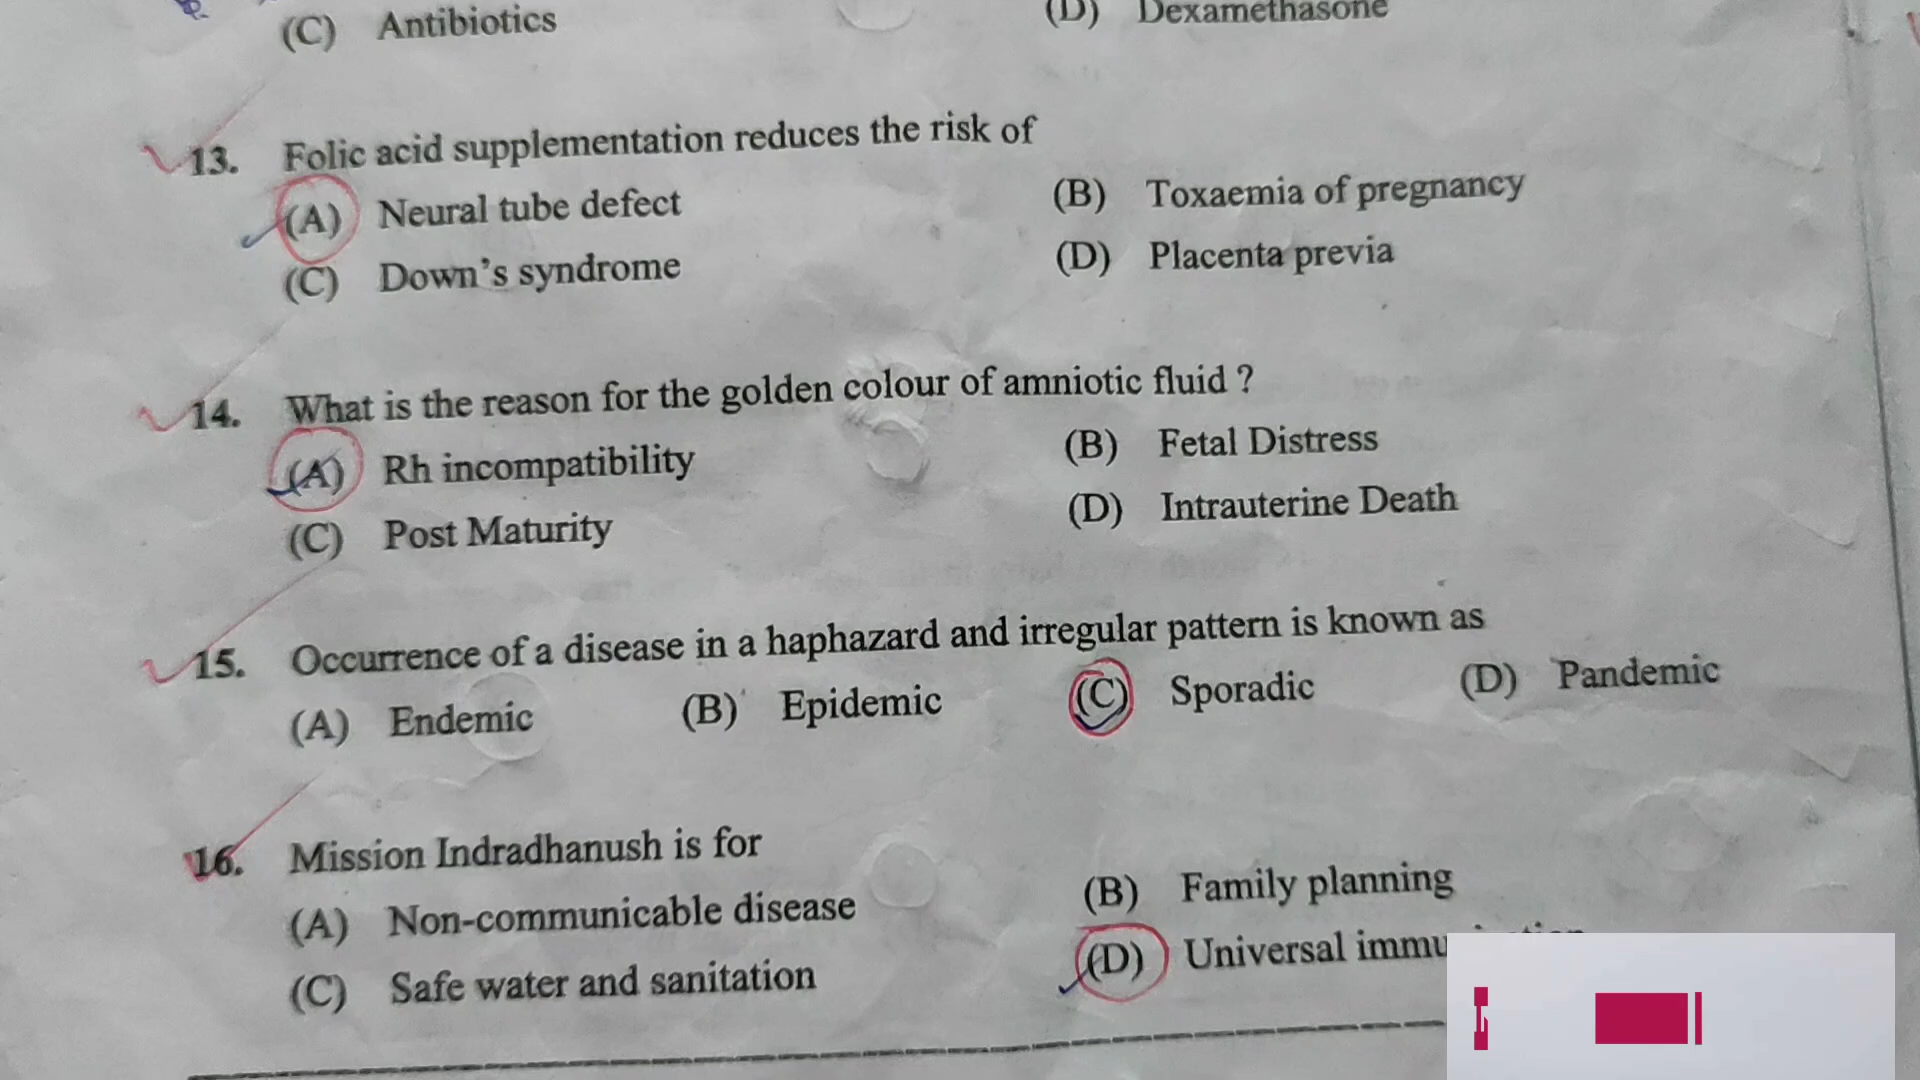 (C) Antibiotics (D) Dexamethasone
13. Folic acid supplementation reduces the risk of
(A) Neural tube defect (B) Toxaemia of pregnancy
(C) Down's syndrome (D) Placenta previa
14. What is the reason for the golden colour of amniotic fluid ?
(A) Rh incompatibility (B) Fetal Distress
(C) Post Maturity (D) Intrauterine Death
15. Occurrence of a disease in a haphazard and irregular pattern is known as
(A) Endemic (B) Epidemic (C) Sporadic (D) Pandemic
16. Mission Indradhanush is for
(A) Non-communicable disease (B) Family planning
(C) Safe water and sanitation (D) Universal